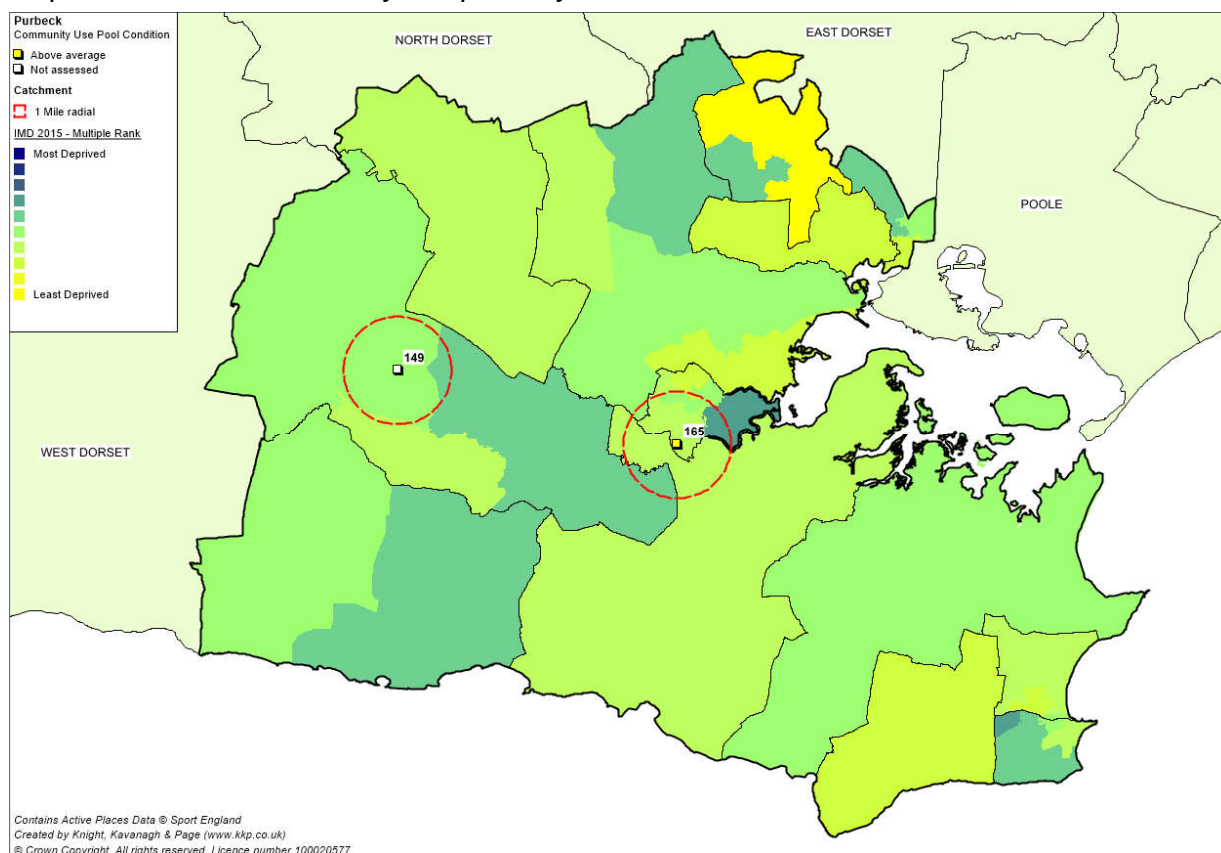 Purbeck
Community Use Pool Condition
Above average
Not assessed
Catchment
1 Mile radial
IMD 2015 - Multiple Rank
Most Deprived
Least Deprived
NORTH DORSET
EAST DORSET
POOLE
WEST DORSET
149
165
Contains Active Places Data © Sport England
Created by Knight, Kavanagh & Page (www.kkp.co.uk)
© Crown Copyright. All rights reserved. Licence number 100020577